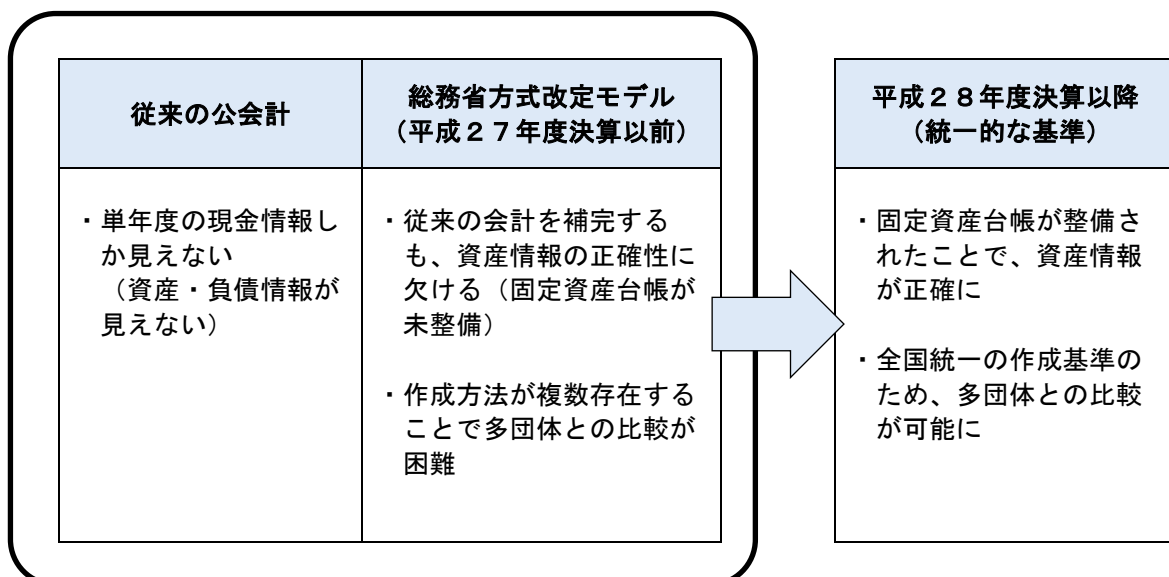 従来の公会計
総務省方式改定モデル
（平成２７年度決算以前）
・単年度の現金情報し
か見えない
（資産・負債情報が
見えない）
・従来の会計を補完する
も、資産情報の正確性に
欠ける（固定資産台帳が
未整備）
・作成方法が複数存在する
ことで多団体との比較が
困難
平成２８年度決算以降
（統一的な基準）
・固定資産台帳が整備さ
れたことで、資産情報
が正確に
・全国統一の作成基準の
ため、多団体との比較
が可能に